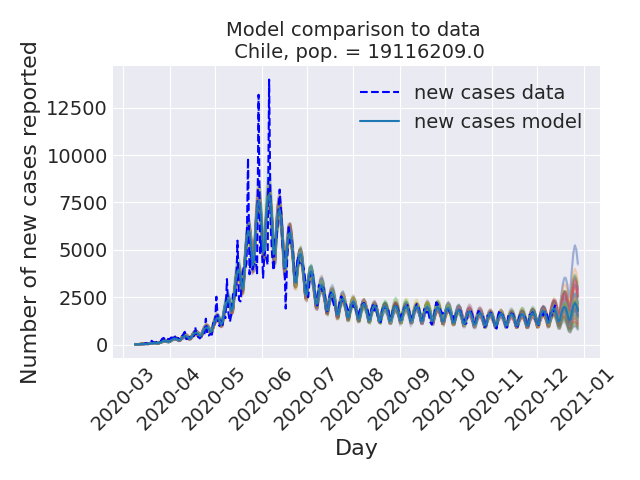 Model comparison to data
Chile, pop. = 19116209.0
Number of new cases reported
12500
10000
7500
5000
2500
0
new cases data
new cases model
2020-03
2020-04
2020-05
2020-06
2020-07
2020-08
2020-09
2020-10
2020-11
2020-12
2021-01
Day